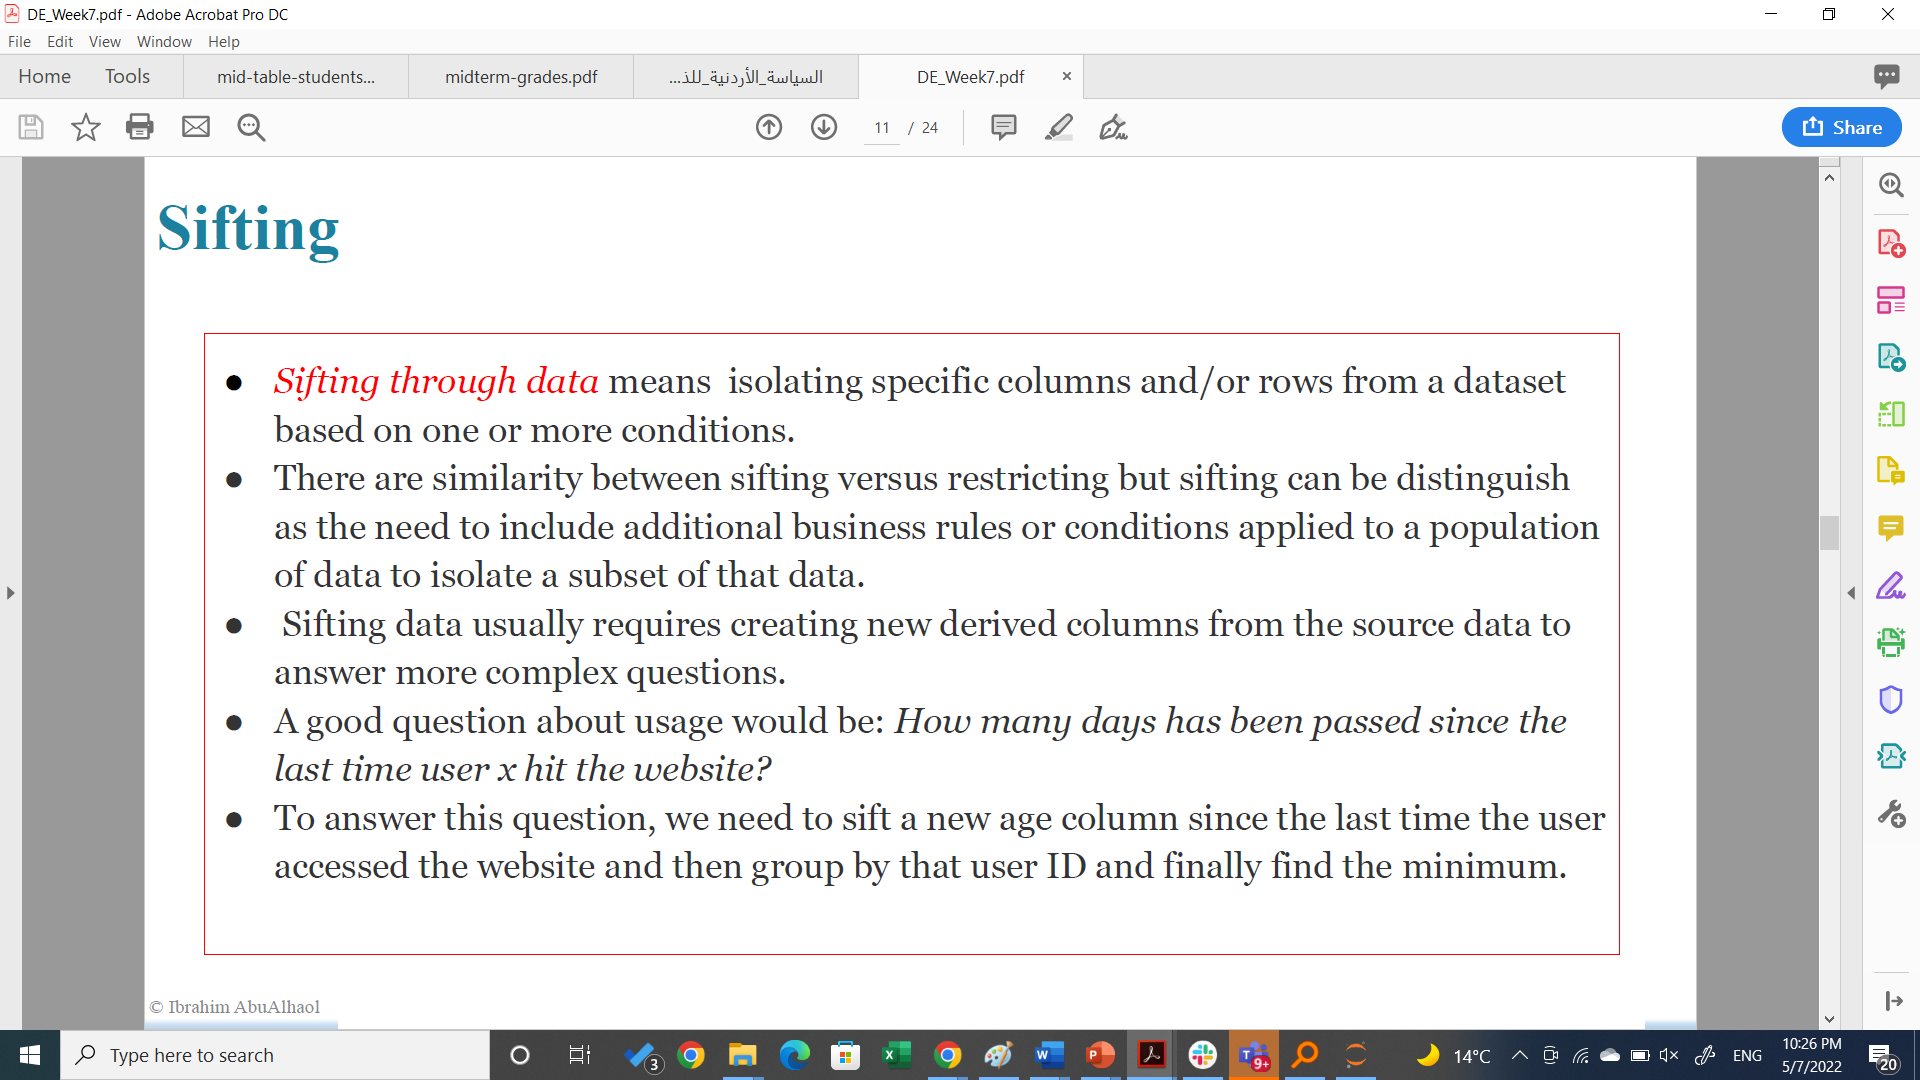 DE_Week7.pdf - Adobe Acrobat Pro DC
File Edit View Window Help
Home Tools mid-table-students... midterm-grades.pdf السياسة_الأردنية_للذ... DE_Week7.pdf ×
11 / 24 Share
Sifting
● Sifting through data means isolating specific columns and/or rows from a dataset
based on one or more conditions.
● There are similarity between sifting versus restricting but sifting can be distinguish
as the need to include additional business rules or conditions applied to a population
of data to isolate a subset of that data.
● Sifting data usually requires creating new derived columns from the source data to
answer more complex questions.
● A good question about usage would be: How many days has been passed since the
last time user x hit the website?
● To answer this question, we need to sift a new age column since the last time the user
accessed the website and then group by that user ID and finally find the minimum.
© Ibrahim AbuAlhaol
Type here to search 3 9+ 14°C ENG 10:26 PM
5/7/2022 20